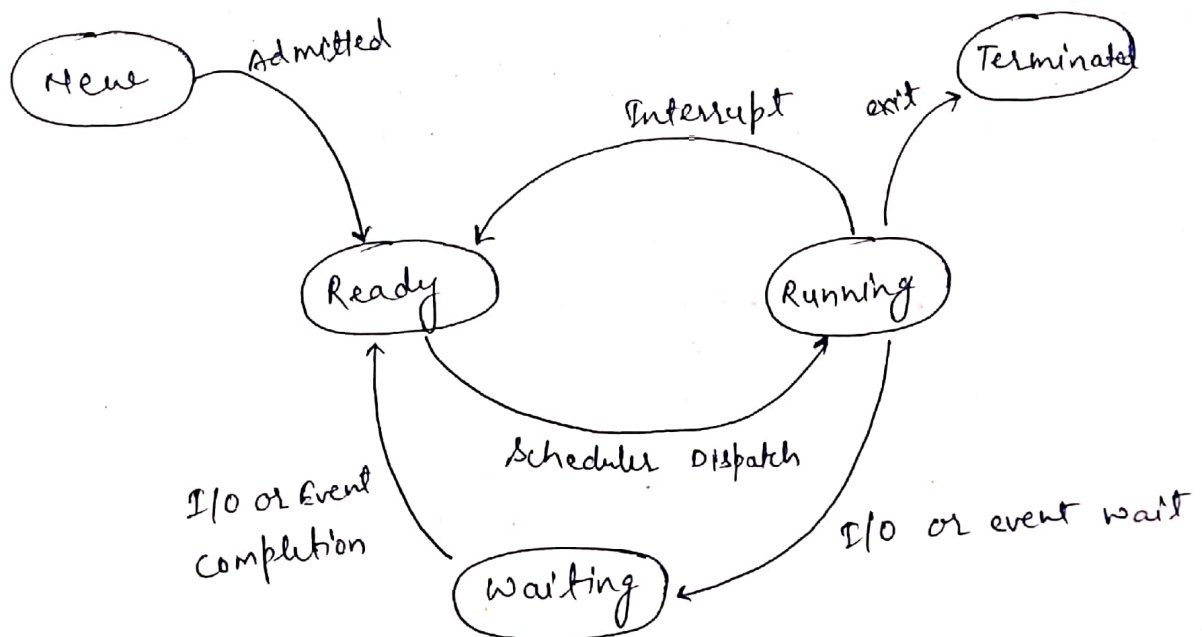 New
Admitted
Terminated
Interrupt
exit
Ready
Running
Scheduler Dispatch
I/O or Event
completion
I/O or event wait
Waiting